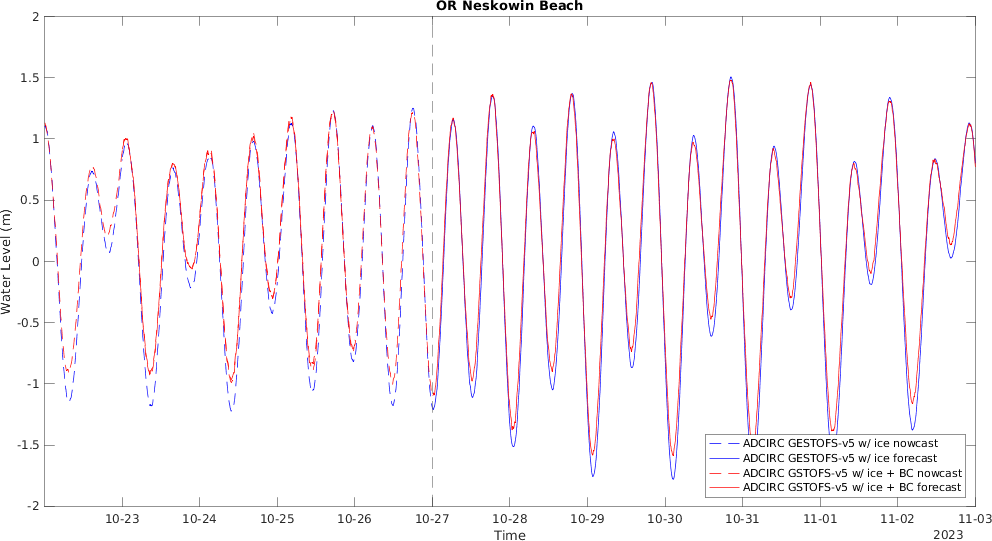 OR Neskowin Beach
2
1.5
1
0.5
0
-0.5
-1
-1.5
-2
Water Level (m)
ADCIRC GESTOFS-v5 w/ ice nowcast
ADCIRC GESTOFS-v5 w/ ice forecast
ADCIRC GSTOFS-v5 w/ ice + BC nowcast
ADCIRC GSTOFS-v5 w/ ice + BC forecast
10-23 10-24 10-25 10-26 10-27 10-28 10-29 10-30 10-31 11-01 11-02 11-03
Time
2023